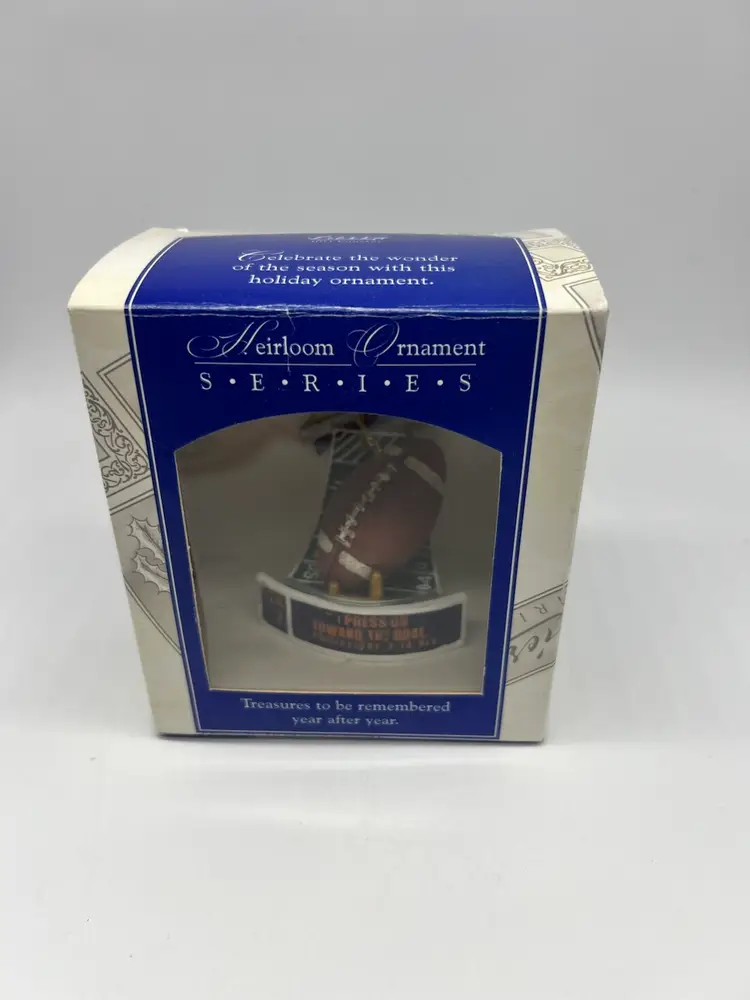 Celebrate the wonder
of the season with this
holiday ornament.
Heirloom Ornament
S•E•R•I•E•S
I PRESS ON
TOWARD THE GOAL
Treasures to be remembered
year after year.